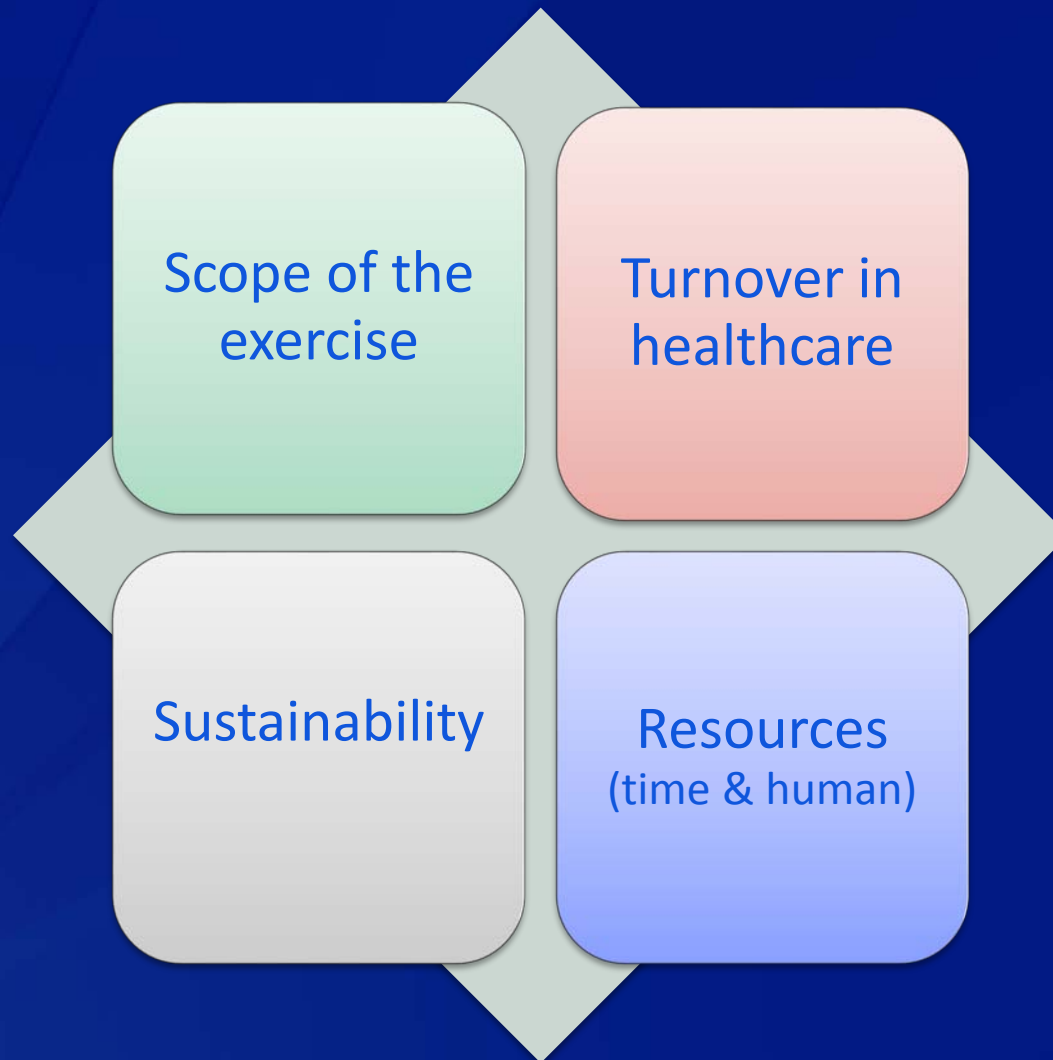 Scope of the
exercise
Turnover in
healthcare
Sustainability
Resources
(time & human)